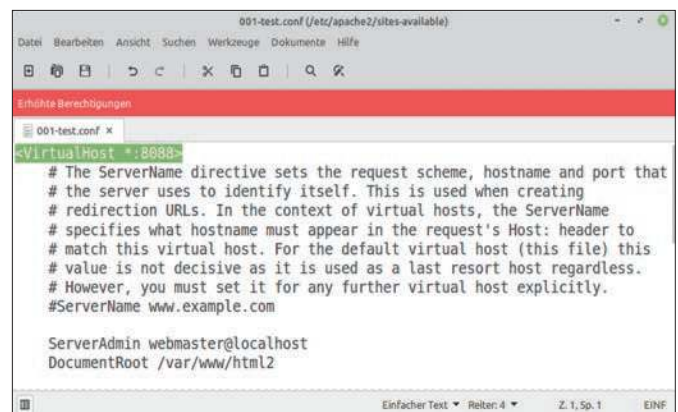 001-test.conf (/etc/apache2/sites-available)
Datei Bearbeiten Ansicht Suchen Werkzeuge Dokumente Hilfe
Erhöhte Berechtigungen
001-test.conf ×
<VirtualHost *:8088>
# The ServerName directive sets the request scheme, hostname and port that
# the server uses to identify itself. This is used when creating
# redirection URLs. In the context of virtual hosts, the ServerName
# specifies what hostname must appear in the request's Host: header to
# match this virtual host. For the default virtual host (this file) this
# value is not decisive as it is used as a last resort host regardless.
# However, you must set it for any further virtual host explicitly.
#ServerName www.example.com
ServerAdmin webmaster@localhost
DocumentRoot /var/www/html2
Einfacher Text Reiter: 4 Z. 1, Sp. 1 EINF